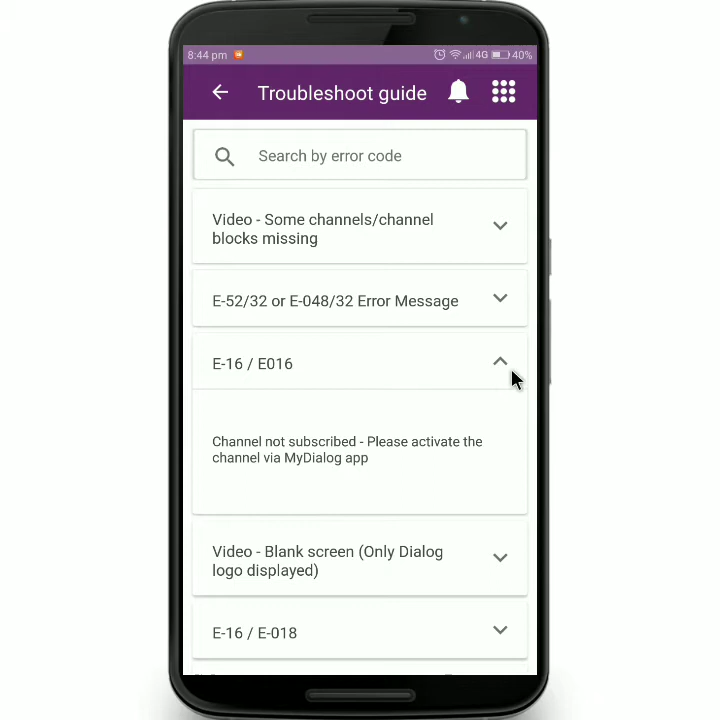 8:44 pm 4G 40%
Troubleshoot guide
Search by error code
Video - Some channels/channel
blocks missing
E-52/32 or E-048/32 Error Message
E-16 / E016
Channel not subscribed - Please activate the
channel via MyDialog app
Video - Blank screen (Only Dialog
logo displayed)
E-16 / E-018